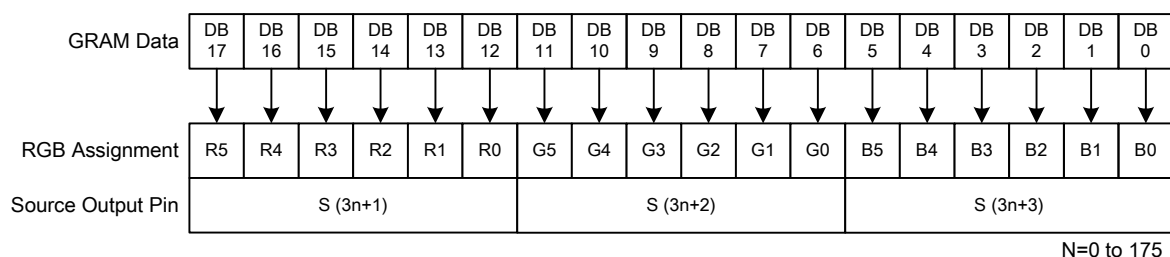 GRAM Data DB 17 DB 16 DB 15 DB 14 DB 13 DB 12 DB 11 DB 10 DB 9 DB 8 DB 7 DB 6 DB 5 DB 4 DB 3 DB 2 DB 1 DB 0
RGB Assignment R5 R4 R3 R2 R1 R0 G5 G4 G3 G2 G1 G0 B5 B4 B3 B2 B1 B0
Source Output Pin S (3n+1) S (3n+2) S (3n+3)
N=0 to 175